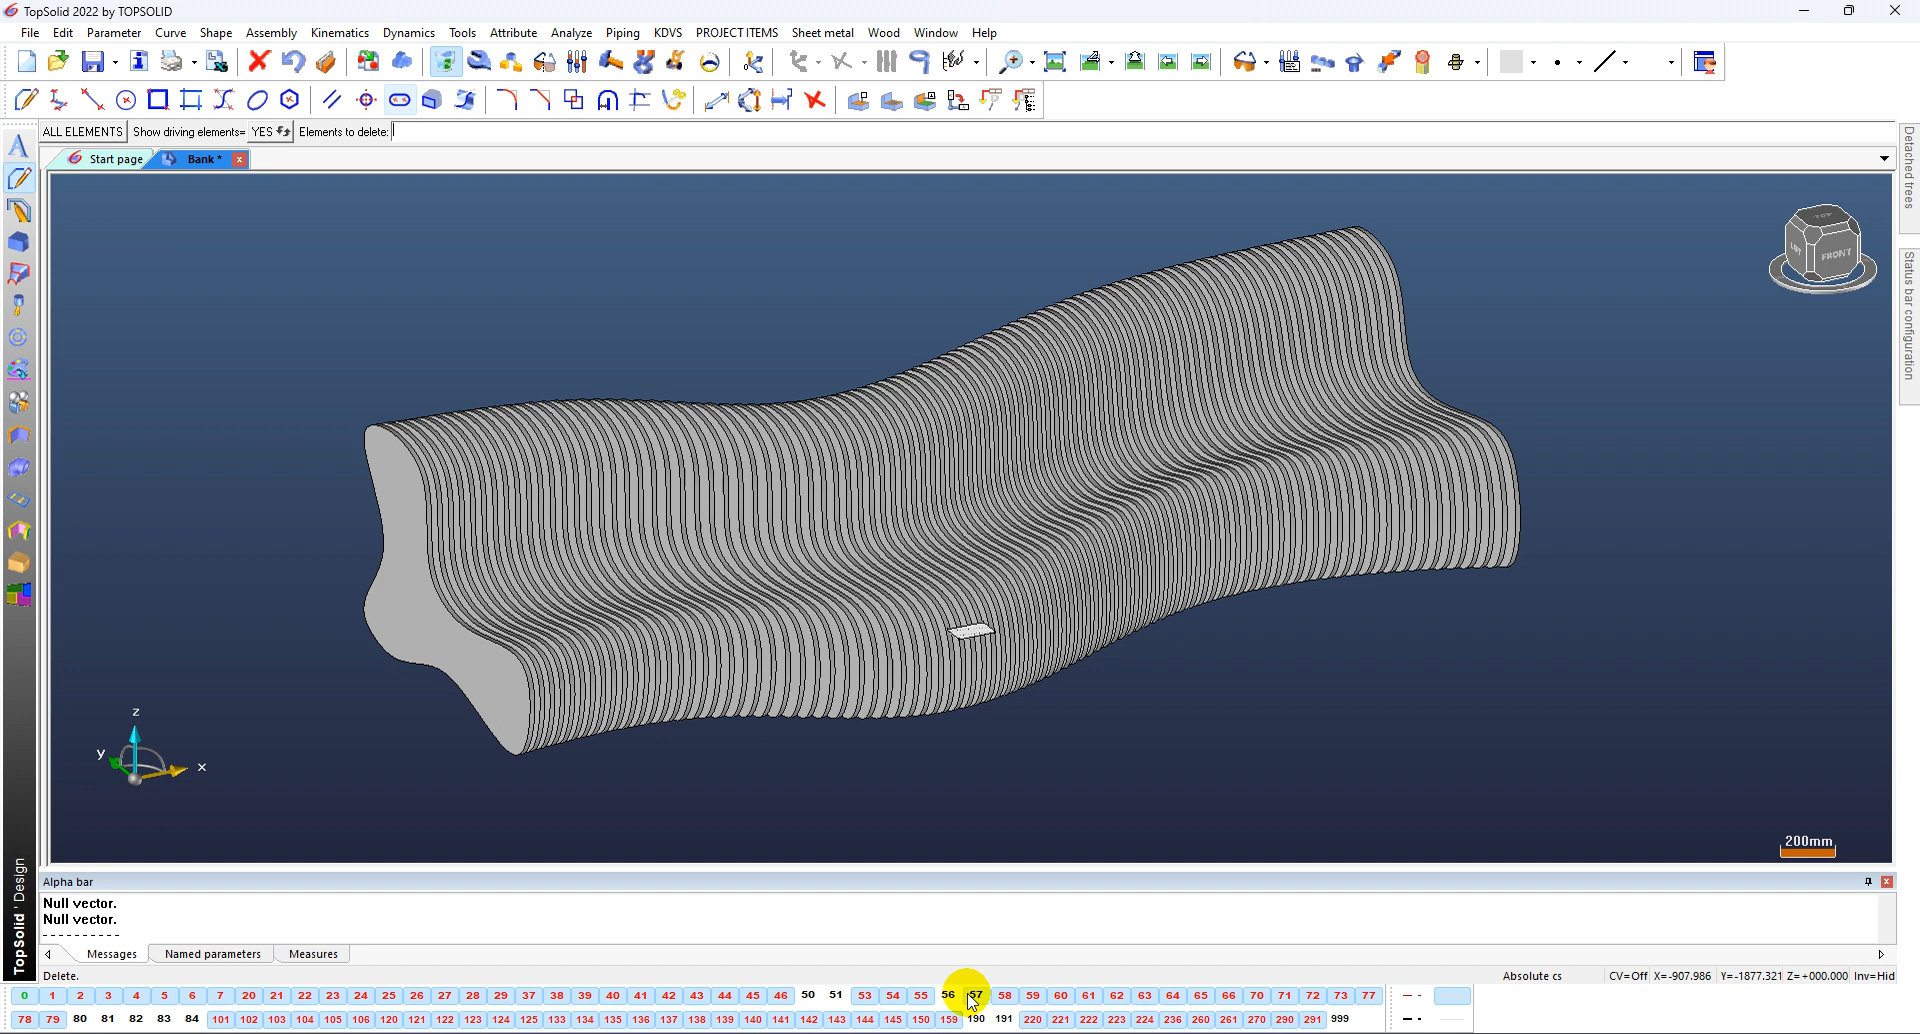 TopSolid 2022 by TOPSOLID
File Edit Parameter Curve Shape Assembly Kinematics Dynamics Tools Attribute Analyze Piping KDVS PROJECT ITEMS Sheet metal Wood Window Help
ALL ELEMENTS Show driving elements= YES Elements to delete:
Start page Bank *
Detached trees
Status bar configuration
TOP
LEFT FRONT
z
y x
200mm
TopSolid'Design
Alpha bar
Null vector.
Null vector.
----------
Messages Named parameters Measures
Delete. Absolute cs CV=Off X=-907.986 Y=-1877.321 Z=+000.000 Inv=Hid
0 1 2 3 4 5 6 7 20 21 22 23 24 25 26 27 28 29 37 38 39 40 41 42 43 44 45 46 50 51 53 54 55 56 57 58 59 60 61 62 63 64 65 66 70 71 72 73 77
78 79 80 81 82 83 84 101 102 103 104 105 106 120 121 122 123 124 125 133 134 135 136 137 138 139 140 141 142 143 144 145 150 159 190 191 220 221 222 223 224 236 260 261 270 290 291 999